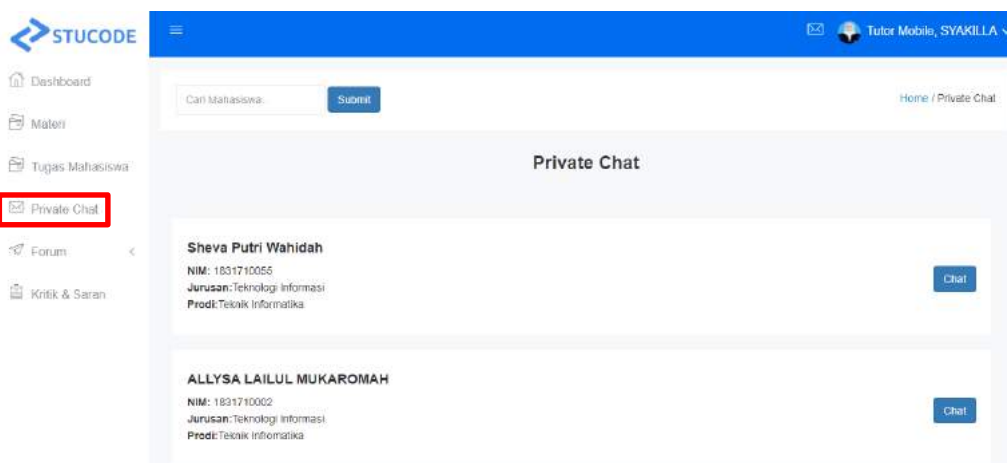 STUCODE
Tutor Mobile, SYAKILLA
Dashboard
Materi
Tugas Mahasiswa
Private Chat
Forum
Kritik & Saran
Cari Mahasiswa.
Submit
Home / Private Chat
Private Chat
Sheva Putri Wahidah
NIM: 1831710055
Jurusan:Teknologi Informasi
Prodi:Teknik Informatika
Chat
ALLYSA LAILUL MUKAROMAH
NIM: 1831710002
Jurusan:Teknologi Informasi
Prodi:Teknik Infiomatika
Chat